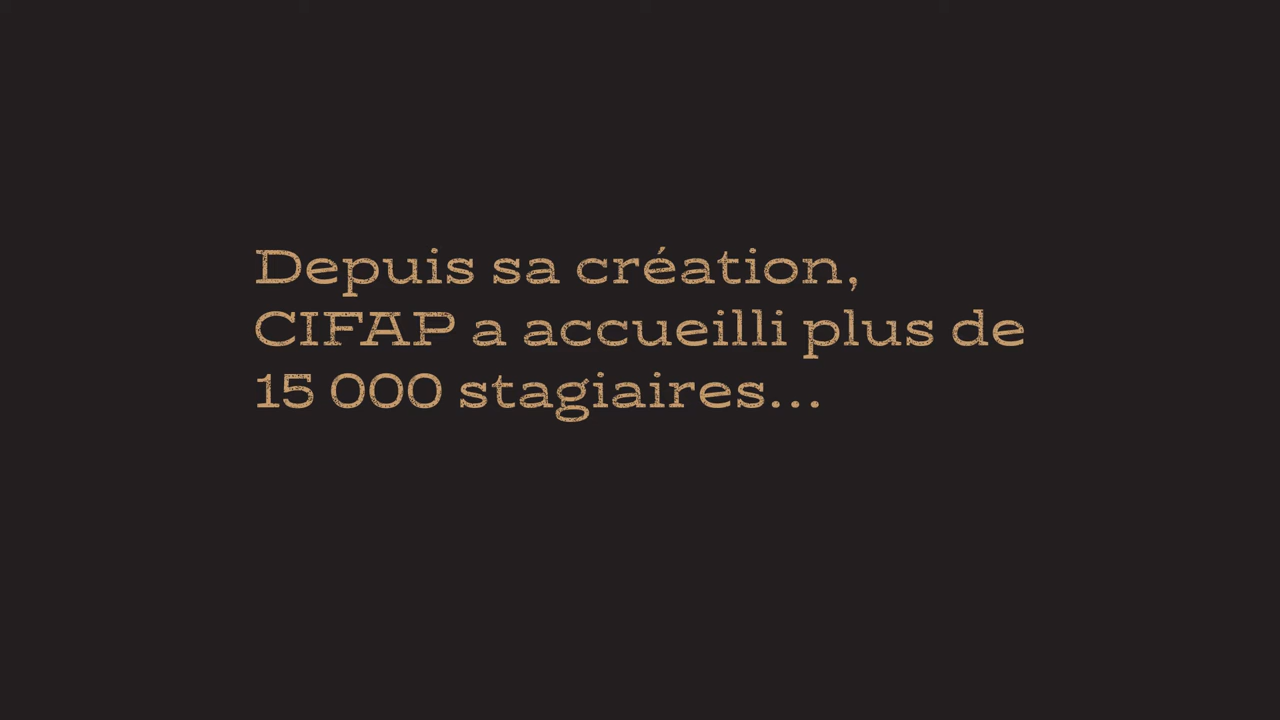 Depuis sa création,
CIFAP a accueilli plus de
15 000 stagiaires...